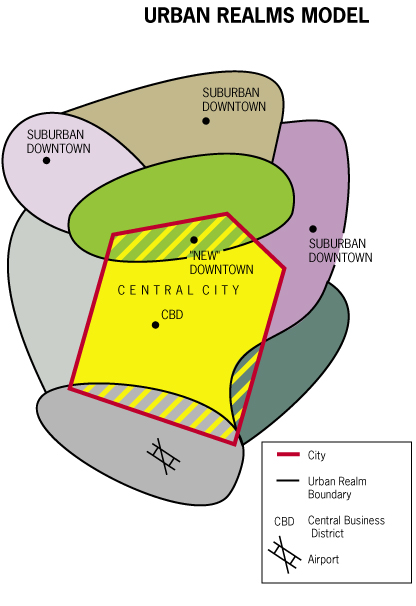 URBAN REALMS MODEL
SUBURBAN
DOWNTOWN
SUBURBAN
DOWNTOWN
SUBURBAN
DOWNTOWN
"NEW"
DOWNTOWN
CENTRAL CITY
CBD
City
Urban Realm
Boundary
CBD
Central Business
District
Airport